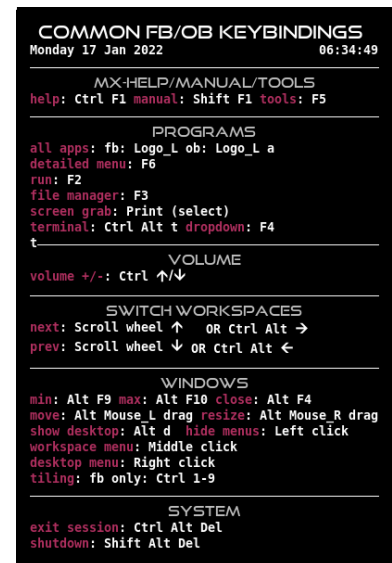 COMMON FB/OB KEYBINDINGS
Monday 17 Jan 2022 06:34:49
MX-HELP/MANUAL/TOOLS
help: Ctrl F1 manual: Shift F1 tools: F5
PROGRAMS
all apps: fb: Logo_L ob: Logo_L a
detailed menu: F6
run: F2
file manager: F3
screen grab: Print (select)
terminal: Ctrl Alt t dropdown: F4
t
VOLUME
volume +/-: Ctrl ↑/↓
SWITCH WORKSPACES
next: Scroll wheel ↑ OR Ctrl Alt →
prev: Scroll wheel ↓ OR Ctrl Alt ←
WINDOWS
min: Alt F9 max: Alt F10 close: Alt F4
move: Alt Mouse_L drag resize: Alt Mouse_R drag
show desktop: Alt d hide menus: Left click
workspace menu: Middle click
desktop menu: Right click
tiling: fb only: Ctrl 1-9
SYSTEM
exit session: Ctrl Alt Del
shutdown: Shift Alt Del